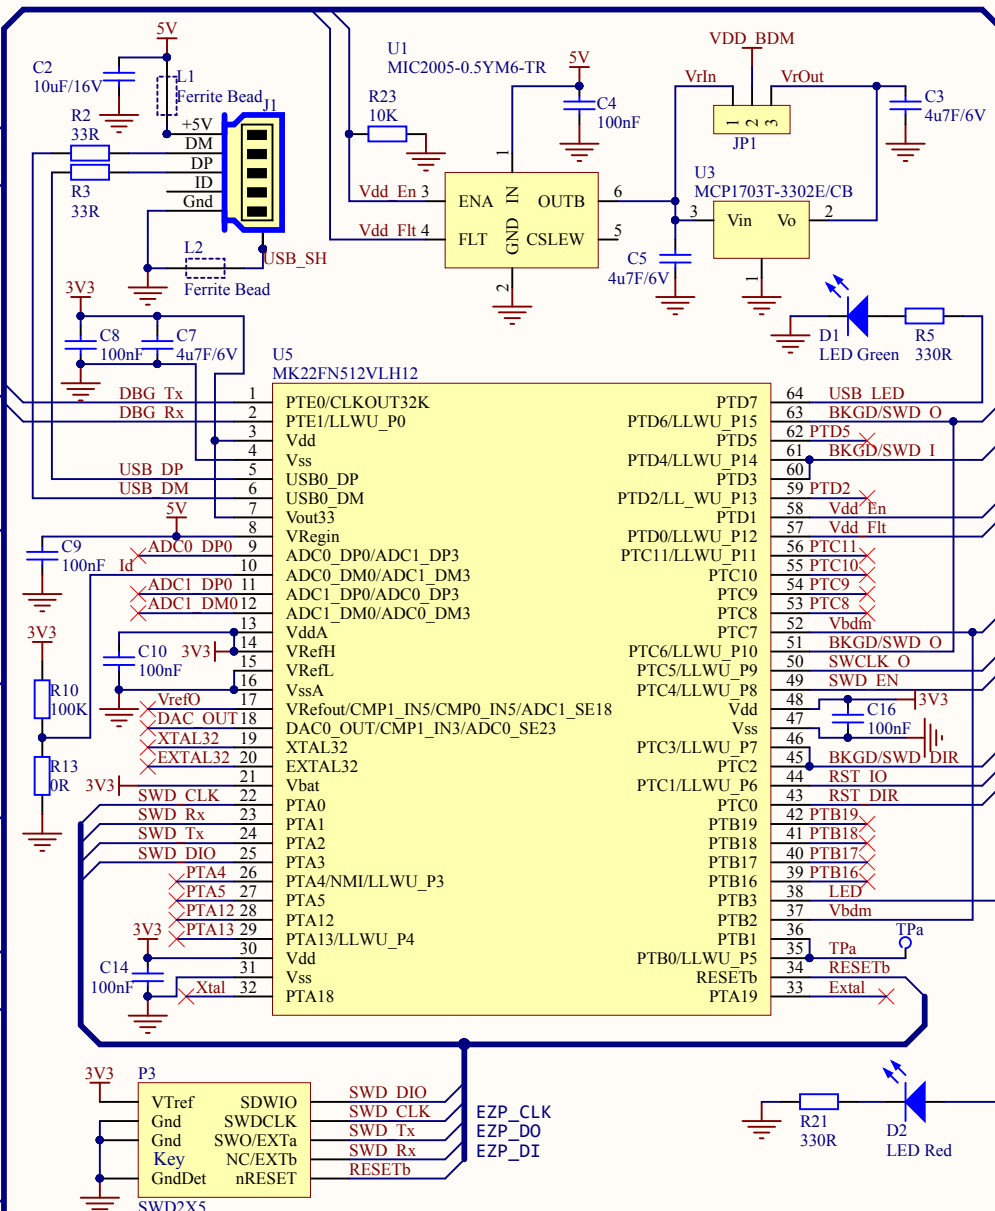 5V
C2
10uF/16V
L1
Ferrite Bead
J1
R2
33R
+5V
DM
DP
ID
Gnd
R3
33R
L2
USB_SH
Ferrite Bead
U1
MIC2005-0.5YM6-TR
R23
10K
5V
C4
100nF
Vdd_En 3
Vdd_Flt 4
1
ENA
IN
OUTB
6
FLT
GND
CSLEW
5
2
VDD_BDM
VrIn
VrOut
1
2
3
JP1
C3
4u7F/6V
U3
MCP1703T-3302E/CB
3
Vin
Vo
2
1
C5
4u7F/6V
D1
LED Green
R5
330R
3V3
C8
100nF
C7
4u7F/6V
U5
MK22FN512VLH12
DBG_Tx 1 PTE0/CLKOUT32K
DBG_Rx 2 PTE1/LLWU_P0
3 Vdd
4 Vss
USB_DP 5 USB0_DP
USB_DM 6 USB0_DM
7 Vout33
5V
8 VRegin
ADC0_DP0 9 ADC0_DP0/ADC1_DP3
Id 10 ADC0_DM0/ADC1_DM3
ADC1_DP0 11 ADC1_DP0/ADC0_DP3
ADC1_DM0 12 ADC1_DM0/ADC0_DM3
13 VddA
3V3 14 VRefH
15 VRefL
16 VssA
VrefO 17 VRefout/CMP1_IN5/CMP0_IN5/ADC1_SE18
DAC_OUT 18 DAC0_OUT/CMP1_IN3/ADC0_SE23
XTAL32 19 XTAL32
EXTAL32 20 EXTAL32
3V3 21 Vbat
SWD_CLK 22 PTA0
SWD_Rx 23 PTA1
SWD_Tx 24 PTA2
SWD_DIO 25 PTA3
PTA4 26 PTA4/NMI/LLWU_P3
PTA5 27 PTA5
PTA12 28 PTA12
PTA13 29 PTA13/LLWU_P4
3V3
30 Vdd
31 Vss
Xtal 32 PTA18
C9
100nF
3V3
C10
100nF
R10
100K
R13
0R
C14
100nF
PTD7 64 USB_LED
PTD6/LLWU_P15 63 BKGD/SWD_O
PTD5 62 PTD5
PTD4/LLWU_P14 61 BKGD/SWD_I
PTD3 60
PTD2/LL_WU_P13 59 PTD2
PTD1 58 Vdd_En
PTD0/LLWU_P12 57 Vdd_Flt
PTC11/LLWU_P11 56 PTC11
PTC10 55 PTC10
PTC9 54 PTC9
PTC8 53 PTC8
PTC7 52 Vbdm
PTC6/LLWU_P10 51 BKGD/SWD_O
PTC5/LLWU_P9 50 SWCLK_O
PTC4/LLWU_P8 49 SWD_EN
Vdd 48 3V3
Vss 47
C16
100nF
PTC3/LLWU_P7 46
PTC2 45 BKGD/SWD_DIR
PTC1/LLWU_P6 44 RST_IO
PTC0 43 RST_DIR
PTB19 42 PTB19
PTB18 41 PTB18
PTB17 40 PTB17
PTB16 39 PTB16
PTB3 38 LED
PTB2 37 Vbdm
PTB1 36
PTB0/LLWU_P5 35 TPa
TPa
RESETb 34 RESETb
PTA19 33 Extal
3V3
P3
VTref SDWIO SWD_DIO
Gnd SWDCLK SWD_CLK
Gnd SWO/EXTa SWD_Tx
Key NC/EXTb SWD_Rx
GndDet nRESET RESETb
SWD2X5
EZP_CLK
EZP_DO
EZP_DI
R21
330R
D2
LED Red